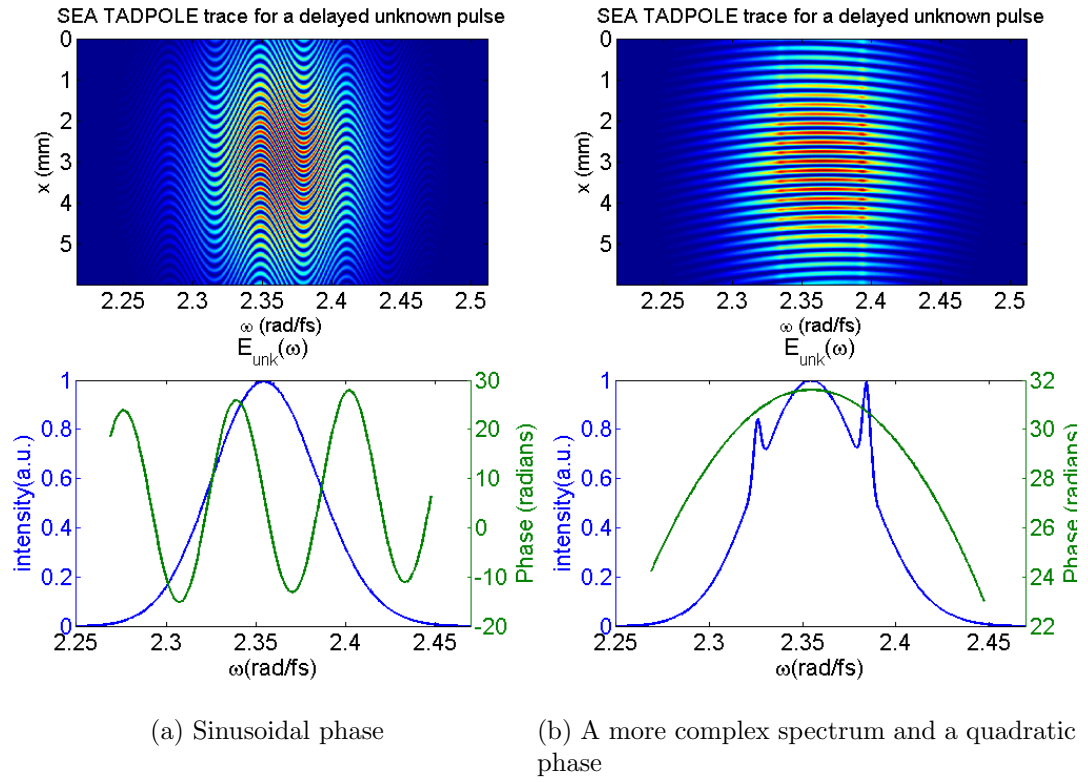 SEA TADPOLE trace for a delayed unknown pulse
0
1
2
3
4
5
x (mm)
2.25 2.3 2.35 2.4 2.45 2.5
ω (rad/fs)
E_unk(ω)
1
0.8
0.6
0.4
0.2
0
intensity(a.u.)
30
20
10
0
-10
-20
Phase (radians)
2.25 2.3 2.35 2.4 2.45
ω(rad/fs)
(a) Sinusoidal phase
SEA TADPOLE trace for a delayed unknown pulse
0
1
2
3
4
5
x (mm)
2.3 2.4 2.5
ω (rad/fs)
E_unk(ω)
1
0.8
0.6
0.4
0.2
0
intensity(a.u.)
32
30
28
26
24
22
Phase (radians)
2.25 2.3 2.35 2.4 2.45
ω(rad/fs)
(b) A more complex spectrum and a quadratic
phase